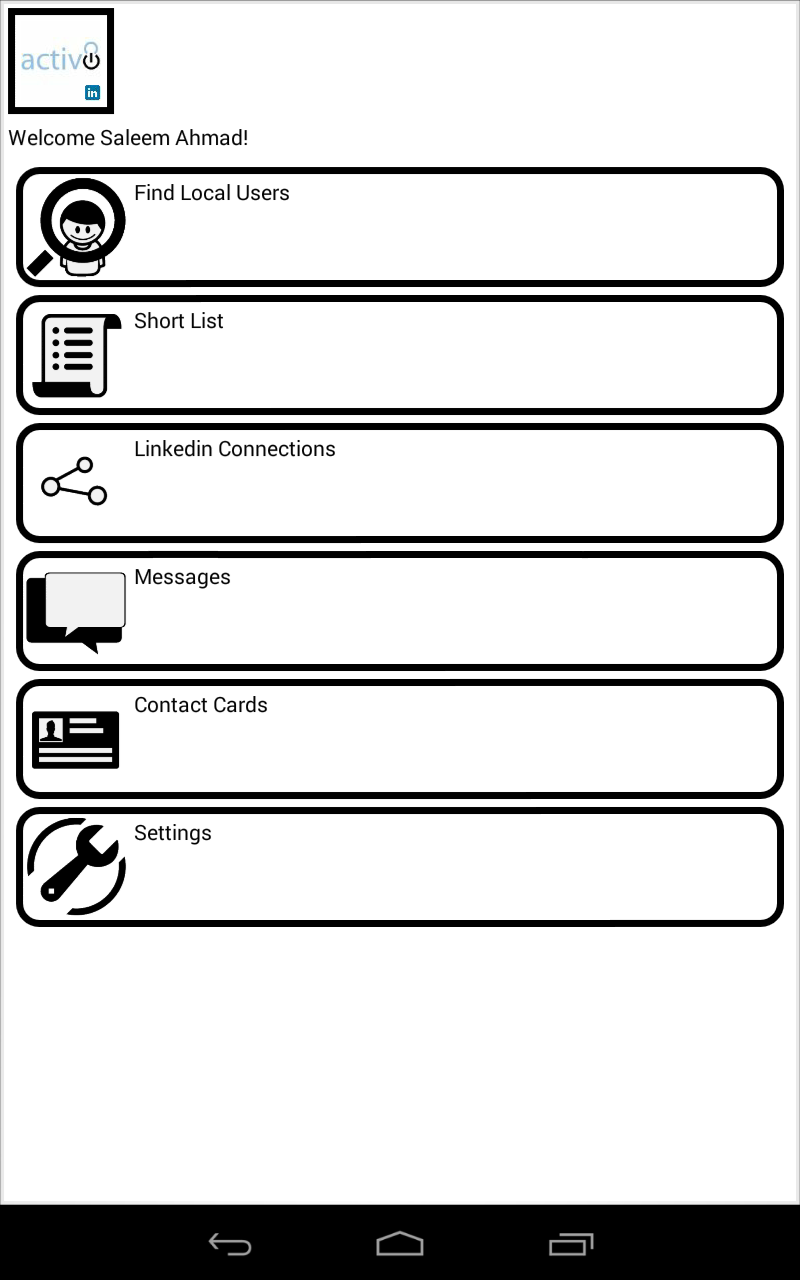 activ8
in
Welcome Saleem Ahmad!
Find Local Users
Short List
Linkedin Connections
Messages
Contact Cards
Settings